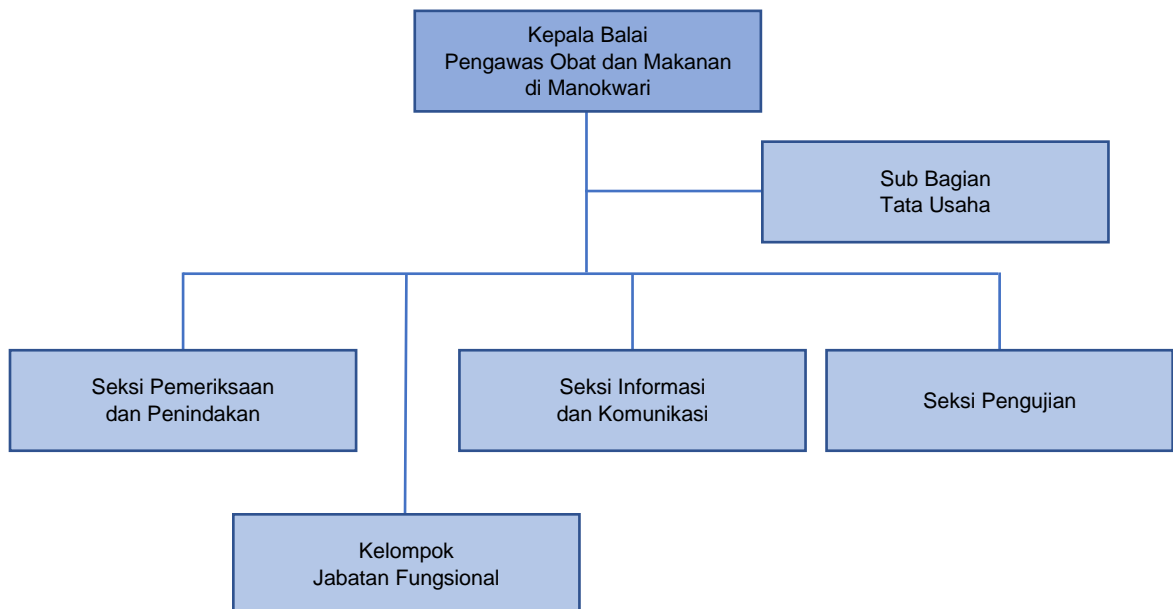 Kepala Balai
Pengawas Obat dan Makanan
di Manokwari
Sub Bagian
Tata Usaha
Seksi Pemeriksaan
dan Penindakan
Seksi Informasi
dan Komunikasi
Seksi Pengujian
Kelompok
Jabatan Fungsional